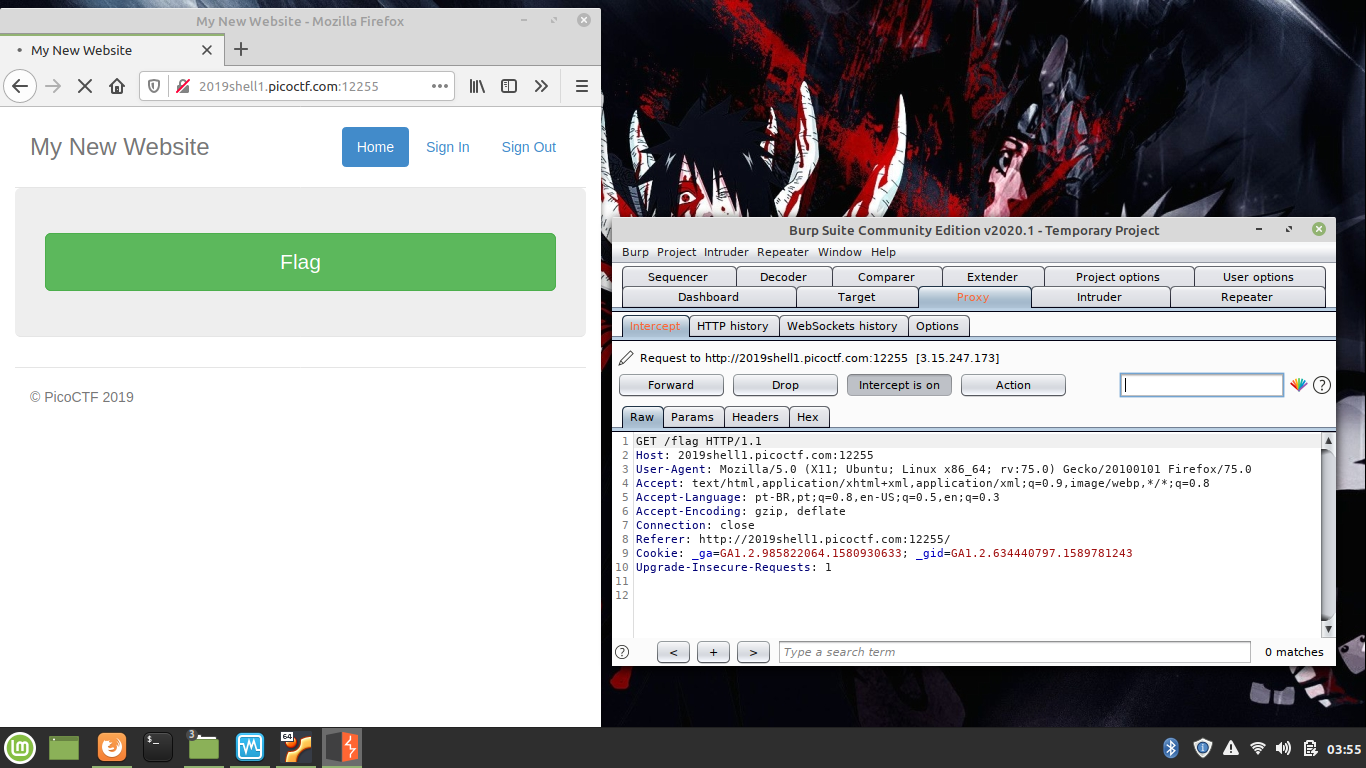 My New Website - Mozilla Firefox
My New Website
2019shell1.picoctf.com:12255
My New Website
Home Sign In Sign Out
Flag
© PicoCTF 2019
Burp Suite Community Edition v2020.1 - Temporary Project
Burp Project Intruder Repeater Window Help
Sequencer Decoder Comparer Extender Project options User options
Dashboard Target Proxy Intruder Repeater
Intercept HTTP history WebSockets history Options
Request to http://2019shell1.picoctf.com:12255 [3.15.247.173]
Forward Drop Intercept is on Action
Raw Params Headers Hex
1 GET /flag HTTP/1.1
2 Host: 2019shell1.picoctf.com:12255
3 User-Agent: Mozilla/5.0 (X11; Ubuntu; Linux x86_64; rv:75.0) Gecko/20100101 Firefox/75.0
4 Accept: text/html,application/xhtml+xml,application/xml;q=0.9,image/webp,*/*;q=0.8
5 Accept-Language: pt-BR,pt;q=0.8,en-US;q=0.5,en;q=0.3
6 Accept-Encoding: gzip, deflate
7 Connection: close
8 Referer: http://2019shell1.picoctf.com:12255/
9 Cookie: _ga=GA1.2.985822064.1580930633; _gid=GA1.2.634440797.1589781243
10 Upgrade-Insecure-Requests: 1
11
12
? < + > Type a search term 0 matches
3 64 03:55